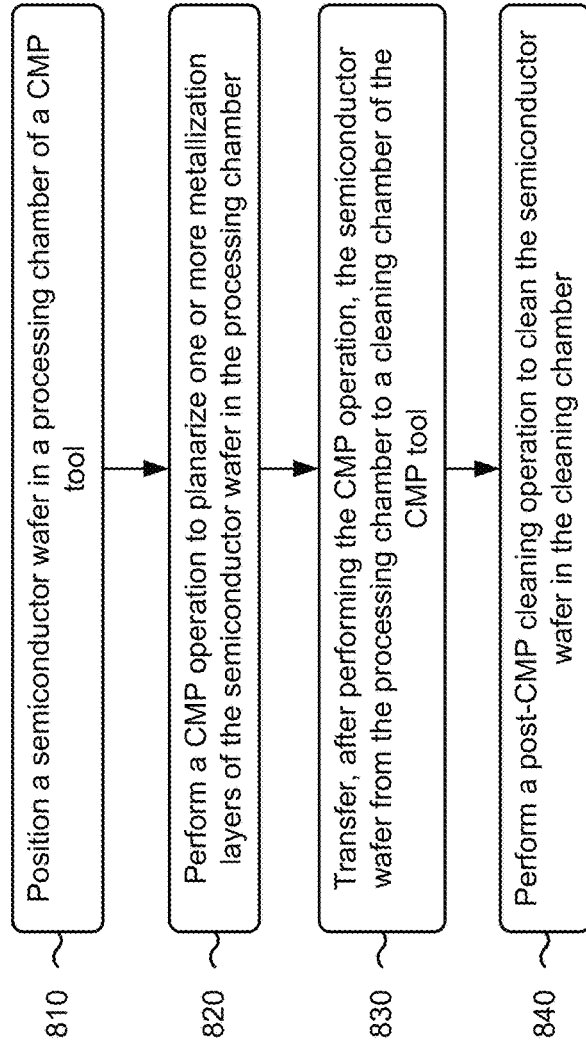 810
Position a semiconductor wafer in a processing chamber of a CMP
tool
820
Perform a CMP operation to planarize one or more metallization
layers of the semiconductor wafer in the processing chamber
830
Transfer, after performing the CMP operation, the semiconductor
wafer from the processing chamber to a cleaning chamber of the
CMP tool
840
Perform a post-CMP cleaning operation to clean the semiconductor
wafer in the cleaning chamber